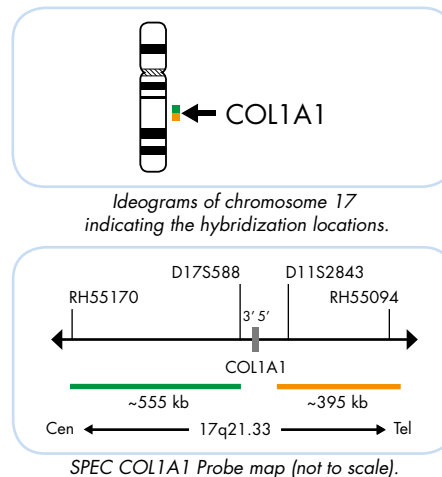 COL1A1
Ideograms of chromosome 17
indicating the hybridization locations.
D17S588 D11S2843
RH55170 RH55094
3’ 5’
COL1A1
~555 kb ~395 kb
Cen 17q21.33 Tel
SPEC COL1A1 Probe map (not to scale).